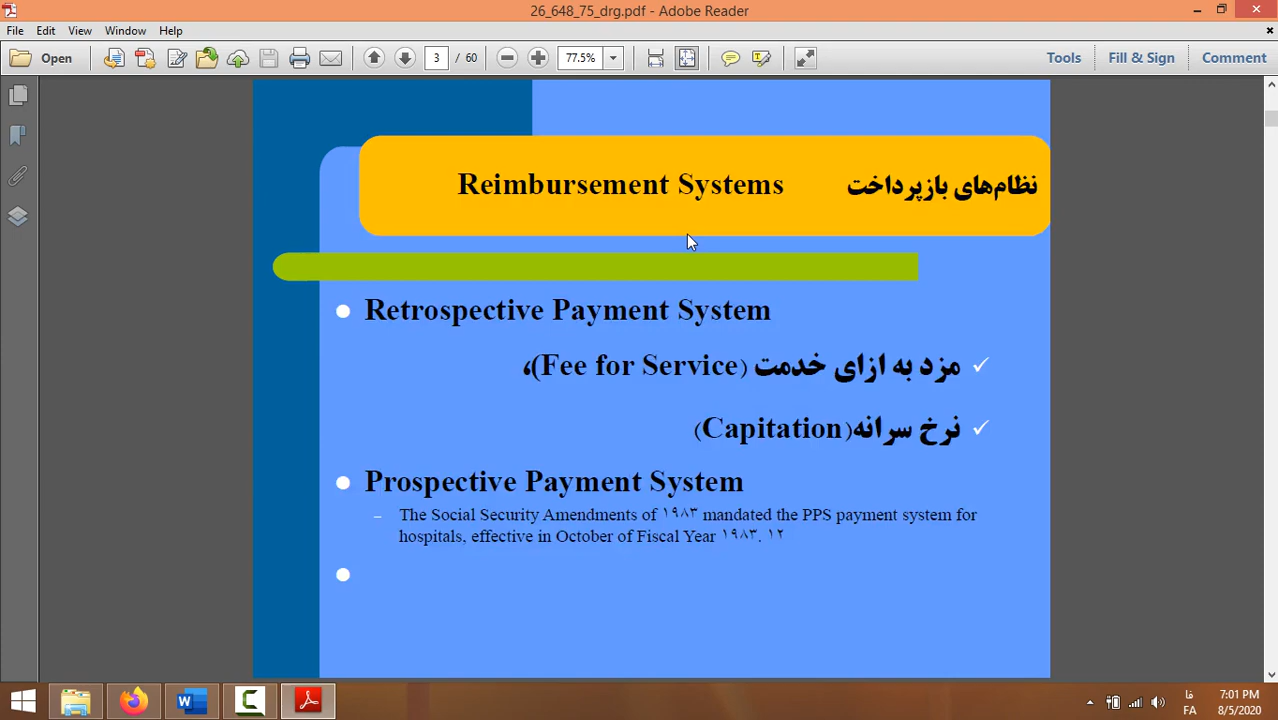 26_648_75_drg.pdf - Adobe Reader
File Edit View Window Help
Open 3 / 60 77.5% Tools Fill & Sign Comment
Reimbursement Systems نظام‌های بازپرداخت
Retrospective Payment System
مزد به ازای خدمت (Fee for Service)،
نرخ سرانه(Capitation)
Prospective Payment System
– The Social Security Amendments of ۱۹۸۳ mandated the PPS payment system for
hospitals, effective in October of Fiscal Year ۱۹۸۳. ۱۲
فا 7:01 PM
FA 8/5/2020